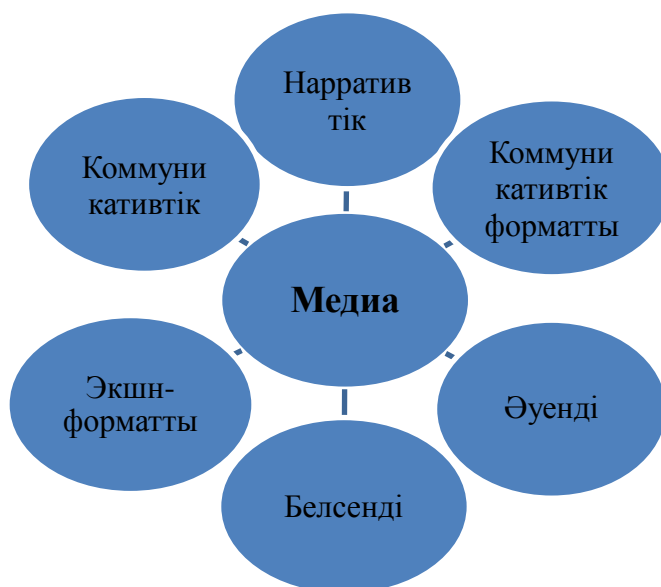 Нарратив
тік
Коммуни
кативтік
Коммуни
кативтік
форматты
Медиа
Экшн-
форматты
Әуенді
Белсенді